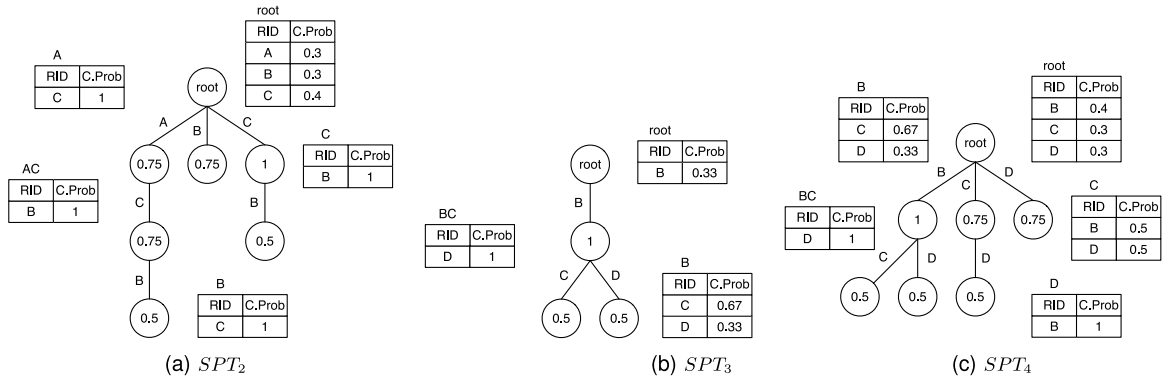 root
RID C.Prob
A 0.3
B 0.3
C 0.4
A
RID C.Prob
C 1
root
A B C
0.75 0.75 1
C
RID C.Prob
B 1
AC
RID C.Prob
B 1
C B
0.75 0.5
B
0.5
B
RID C.Prob
C 1
(a) SPT2
root
RID C.Prob
B 0.33
root
B
1
BC
RID C.Prob
D 1
C D
0.5 0.5
B
RID C.Prob
C 0.67
D 0.33
(b) SPT3
root
RID C.Prob
B 0.4
C 0.3
D 0.3
B
RID C.Prob
C 0.67
D 0.33
root
B C D
1 0.75 0.75
BC
RID C.Prob
D 1
C
RID C.Prob
B 0.5
D 0.5
C D D
0.5 0.5 0.5
D
RID C.Prob
B 1
(c) SPT4